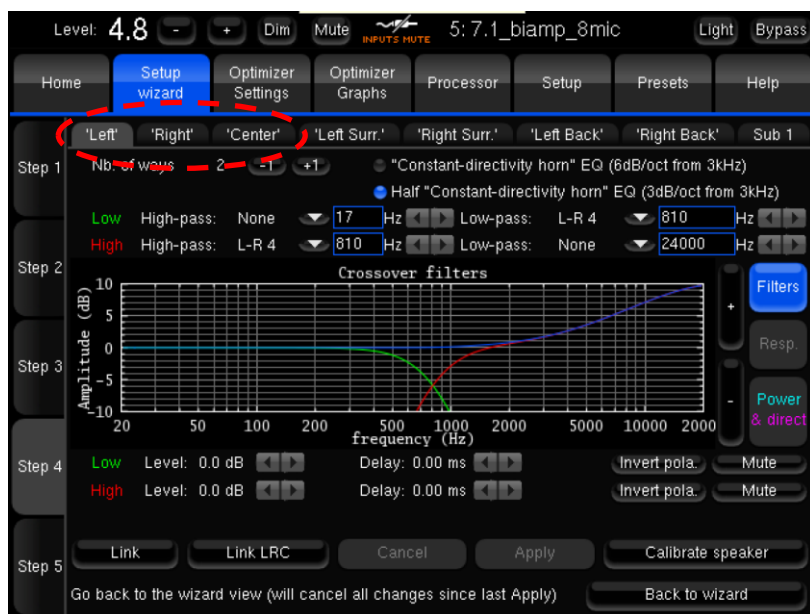 Level: 4.8 - + Dim Mute INPUTS MUTE 5: 7.1_biamp_8mic Light Bypass
Home Setup wizard Optimizer Settings Optimizer Graphs Processor Setup Presets Help
'Left' 'Right' 'Center' 'Left Surr.' 'Right Surr.' 'Left Back' 'Right Back' Sub 1
Step 1 Nb. of ways 2 -1 +1 "Constant-directivity horn" EQ (6dB/oct from 3kHz)
Half "Constant-directivity horn" EQ (3dB/oct from 3kHz)
Low High-pass: None 17 Hz Low-pass: L-R 4 810 Hz
High High-pass: L-R 4 810 Hz Low-pass: None 24000 Hz
Step 2
Crossover filters
Amplitude (dB)
10
5
0
-5
-10
20 50 100 200 500 1000 2000 5000 10000 2000
frequency (Hz)
+
-
Filters
Resp.
Power & direct
Step 3
Step 4 Low Level: 0.0 dB Delay: 0.00 ms Invert pola. Mute
High Level: 0.0 dB Delay: 0.00 ms Invert pola. Mute
Step 5 Link Link LRC Cancel Apply Calibrate speaker
Go back to the wizard view (will cancel all changes since last Apply) Back to wizard